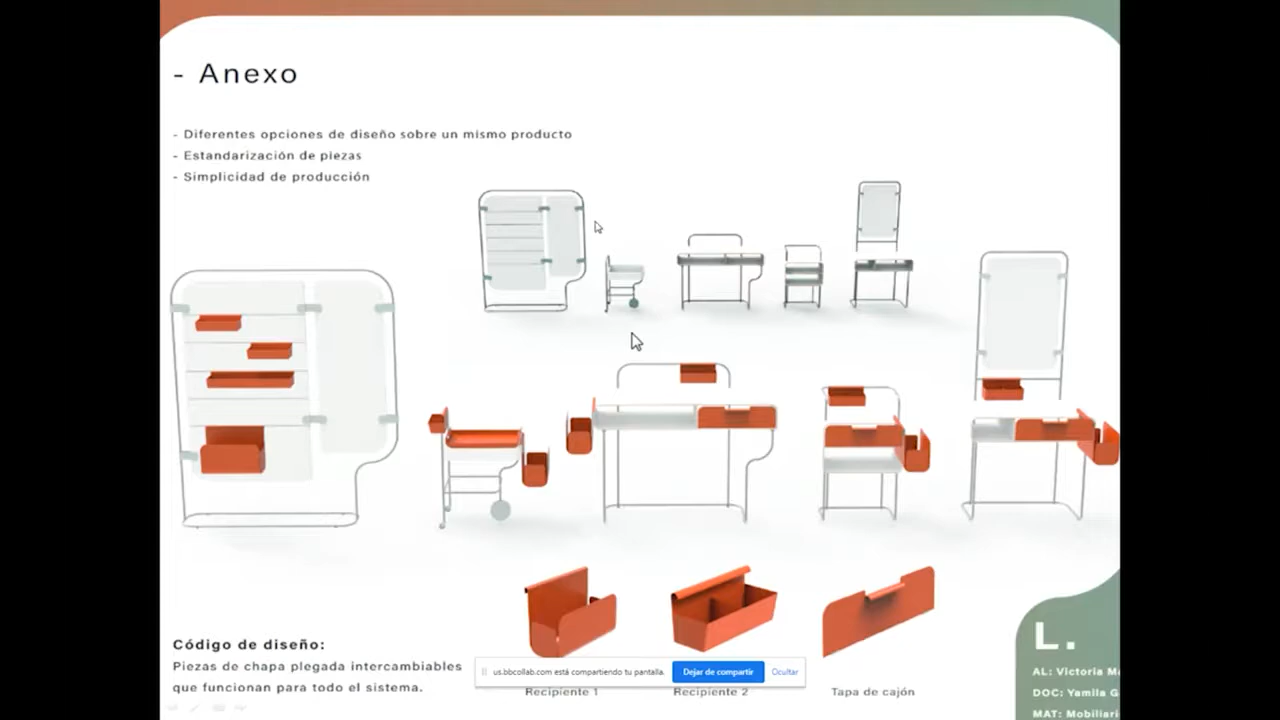 - Anexo
- Diferentes opciones de diseño sobre un mismo producto
- Estandarización de piezas
- Simplicidad de producción
Código de diseño:
Piezas de chapa plegada intercambiables
que funcionan para todo el sistema.
us.bbcollab.com está compartiendo tu pantalla.
Dejar de compartir
Ocultar
Recipiente 1
Recipiente 2
Tapa de cajón
L.
AL: Victoria
DOC: Yamila
MAT: